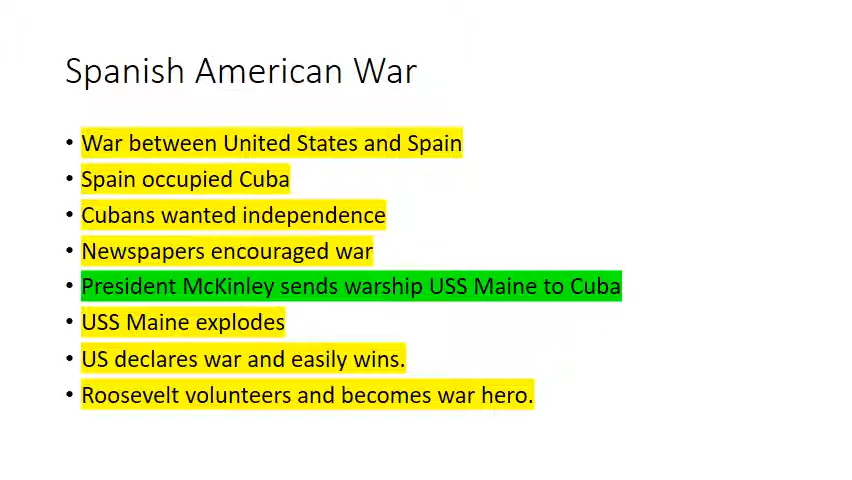 Spanish American War
• War between United States and Spain
• Spain occupied Cuba
• Cubans wanted independence
• Newspapers encouraged war
• President McKinley sends warship USS Maine to Cuba
• USS Maine explodes
• US declares war and easily wins.
• Roosevelt volunteers and becomes war hero.